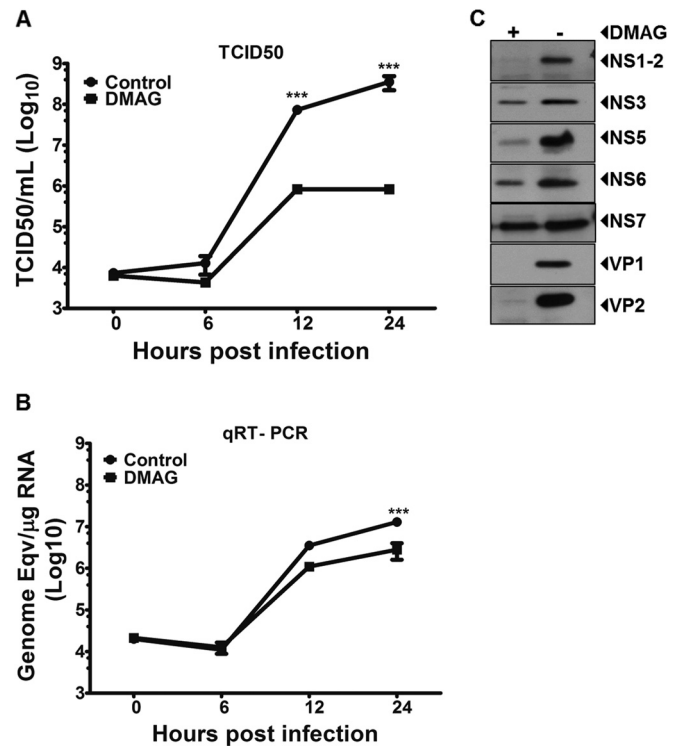 A
TCID50
Control
DMAG
***
***
TCID50/mL (Log10)
9
8
7
6
5
4
3
0
6
12
24
Hours post infection
B
qRT- PCR
Control
DMAG
***
Genome Eqv/µg RNA
(Log10)
9
8
7
6
5
4
3
0
6
12
24
Hours post infection
C
+ - DMAG
NS1-2
NS3
NS5
NS6
NS7
VP1
VP2